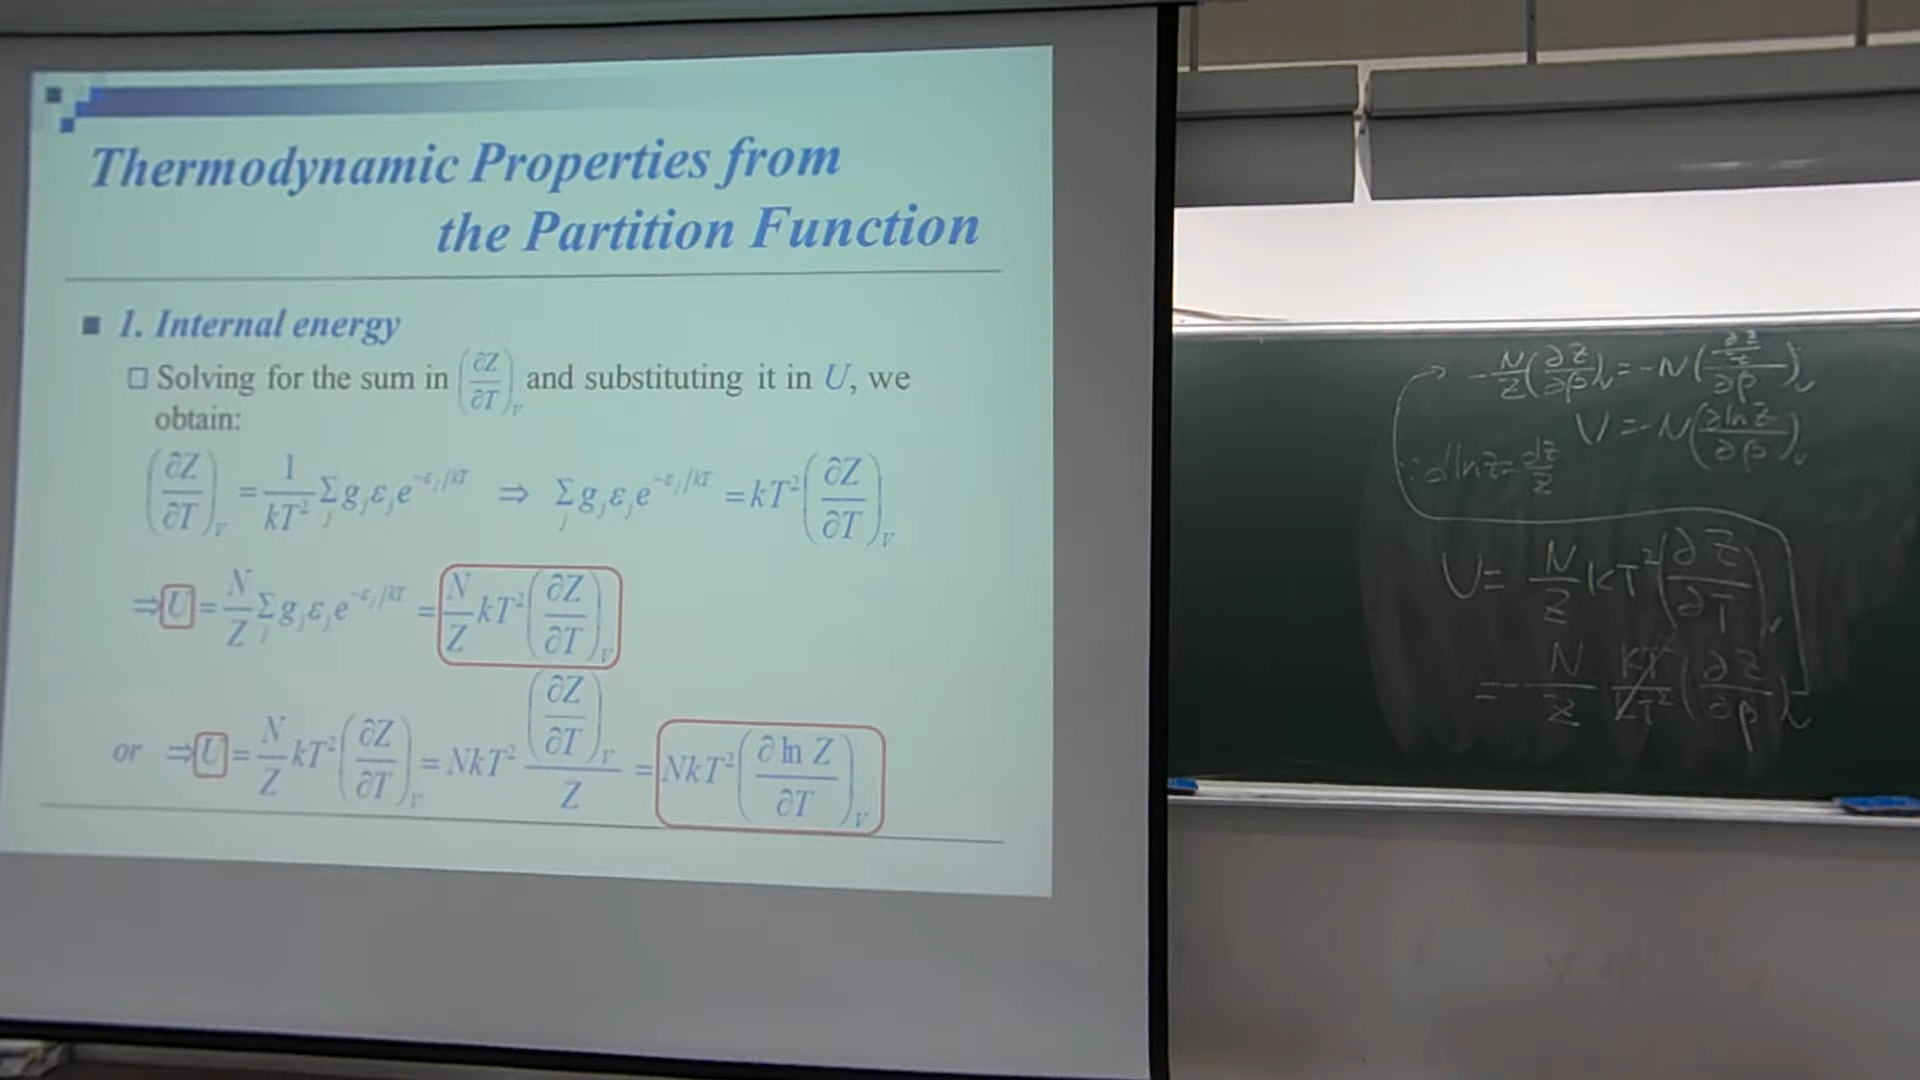 Thermodynamic Properties from
the Partition Function
1. Internal energy
Solving for the sum in (∂Z/∂T)_V and substituting it in U, we
obtain:
(∂Z/∂T)_V = 1/kT² Σ_j g_j ε_j e^(-ε_j/kT) ⇒ Σ_j g_j ε_j e^(-ε_j/kT) = kT² (∂Z/∂T)_V
⇒ U = N/Z Σ_j g_j ε_j e^(-ε_j/kT) = N/Z kT² (∂Z/∂T)_V
or ⇒ U = N/Z kT² (∂Z/∂T)_V = NkT² (∂Z/∂T)_V / Z = NkT² (∂ ln Z/∂T)_V
-N/Z (∂Z/∂β)_V = -N (∂Z/Z / ∂β)_V
U = -N (∂lnZ/∂β)_V
∵ dlnZ = dZ/Z
U = N/Z kT² (∂Z/∂T)_V
= - N/Z kT²/kT² (∂Z/∂β)_V